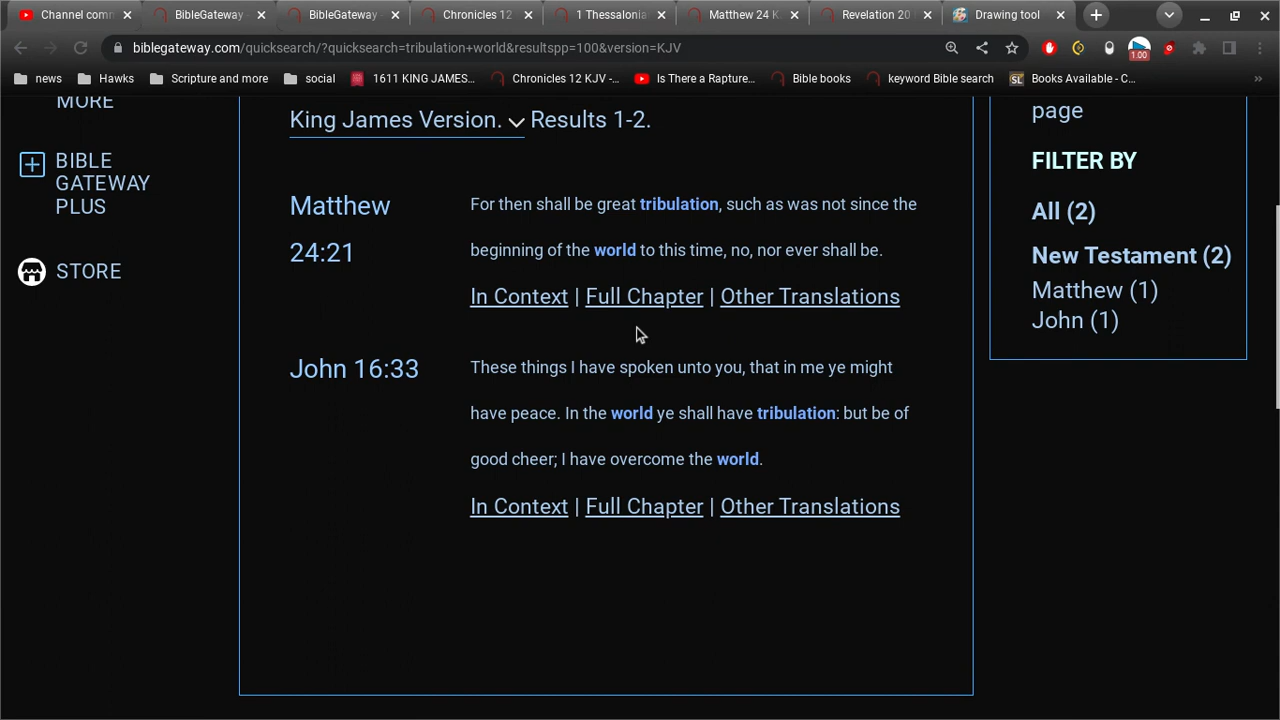 Channel comm
BibleGateway -
BibleGateway -
Chronicles 12
1 Thessalonia
Matthew 24 K
Revelation 20
Drawing tool
biblegateway.com/quicksearch/?quicksearch=tribulation+world&resultspp=100&version=KJV
1.00
news
Hawks
Scripture and more
social
1611 KING JAMES...
Chronicles 12 KJV -...
Is There a Rapture...
Bible books
keyword Bible search
SL
Books Available - C...
MORE
BIBLE
GATEWAY
PLUS
STORE
King James Version. Results 1-2.
Matthew
24:21
For then shall be great tribulation, such as was not since the
beginning of the world to this time, no, nor ever shall be.
In Context | Full Chapter | Other Translations
John 16:33
These things I have spoken unto you, that in me ye might
have peace. In the world ye shall have tribulation: but be of
good cheer; I have overcome the world.
In Context | Full Chapter | Other Translations
page
FILTER BY
All (2)
New Testament (2)
Matthew (1)
John (1)